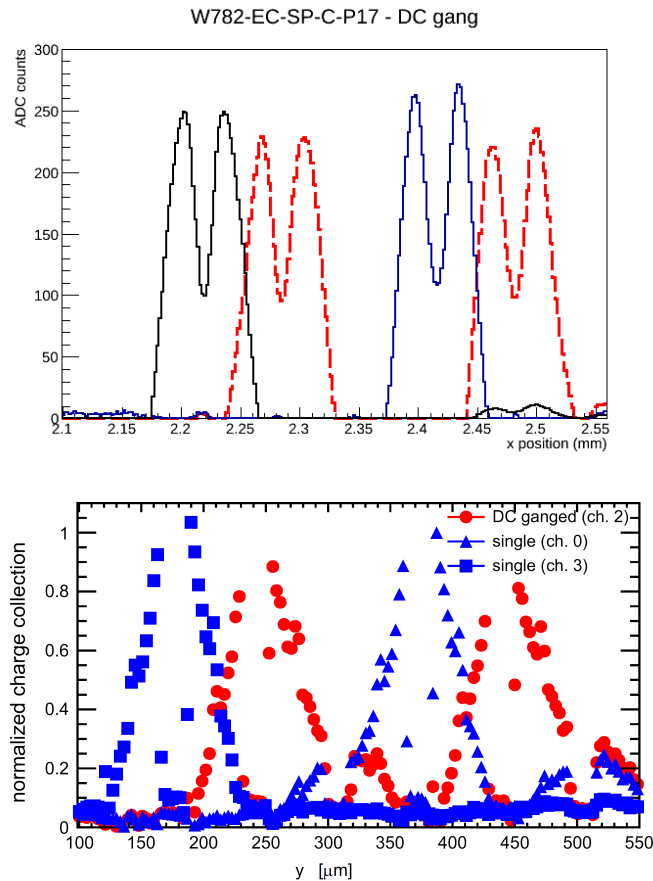 W782-EC-SP-C-P17 - DC gang
ADC counts
300
250
200
150
100
50
0
2.1 2.15 2.2 2.25 2.3 2.35 2.4 2.45 2.5 2.55
x position (mm)
normalized charge collection
DC ganged (ch. 2)
single (ch. 0)
single (ch. 3)
1
0.8
0.6
0.4
0.2
0
100 150 200 250 300 350 400 450 500 550
y [μm]